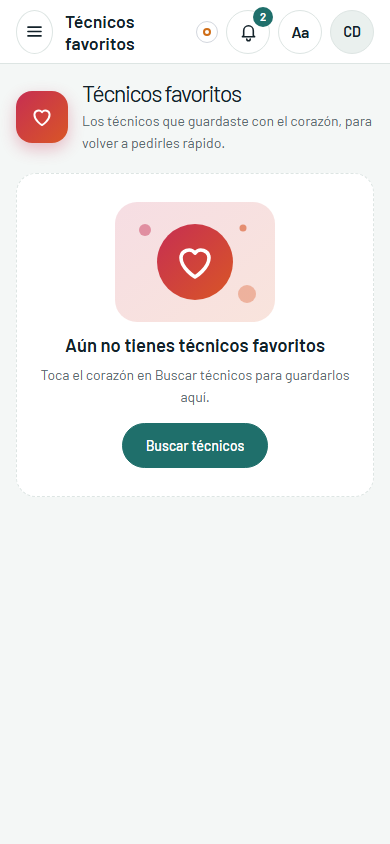 Técnicos
favoritos
2
Aa
CD
Técnicos favoritos
Los técnicos que guardaste con el corazón, para
volver a pedirles rápido.
Aún no tienes técnicos favoritos
Toca el corazón en Buscar técnicos para guardarlos
aquí.
Buscar técnicos